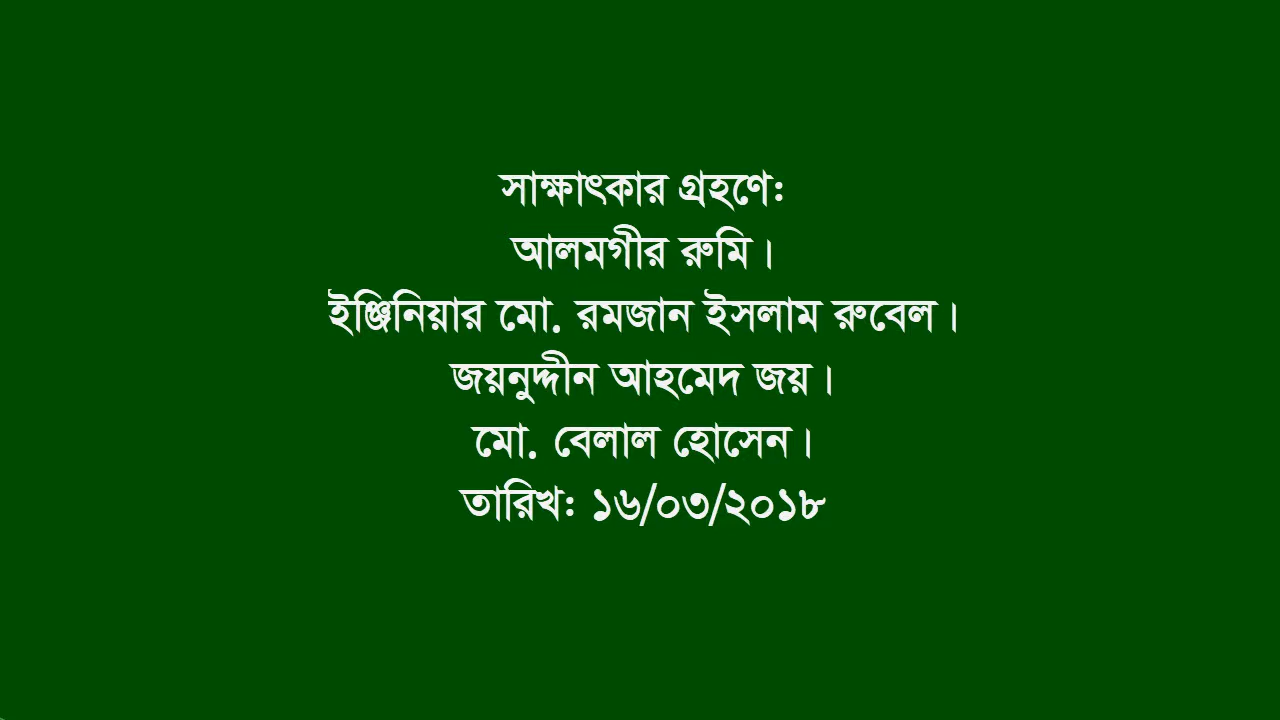 সাক্ষাৎকার গ্রহণে:
আলমগীর রুমি।
ইঞ্জিনিয়ার মো. রমজান ইসলাম রুবেল।
জয়নুদ্দীন আহমেদ জয়।
মো. বেলাল হোসেন।
তারিখ: ১৬/০৩/২০১৮